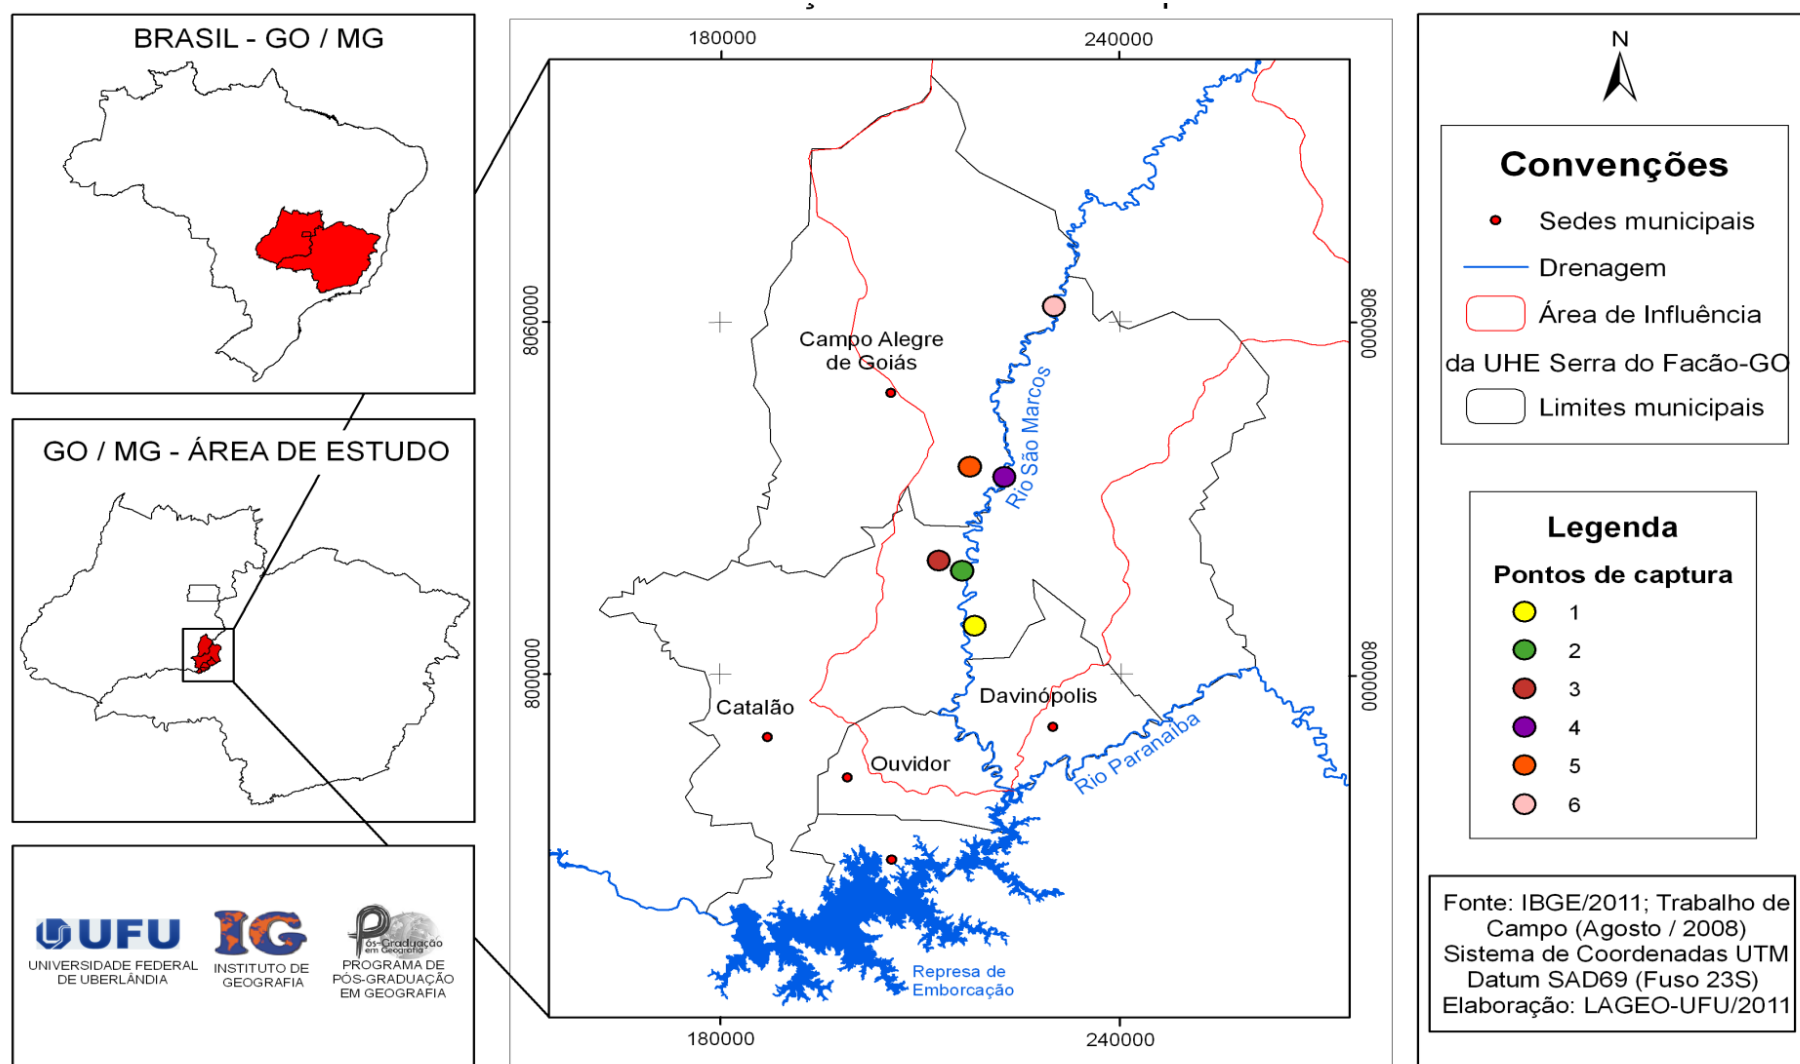 BRASIL - GO / MG
GO / MG - ÁREA DE ESTUDO
UFU
UNIVERSIDADE FEDERAL
DE UBERLÂNDIA
IG
INSTITUTO DE
GEOGRAFIA
Pós-Graduação
em Geografia
PROGRAMA DE
PÓS-GRADUAÇÃO
EM GEOGRAFIA
180000
240000
8060000
8060000
Campo Alegre
de Goiás
Rio São Marcos
8000000
8000000
Catalão
Davinópolis
Ouvidor
Rio Paranaíba
Represa de
Emborcação
180000
240000
N
Convenções
Sedes municipais
Drenagem
Área de Influência
da UHE Serra do Facão-GO
Limites municipais
Legenda
Pontos de captura
1
2
3
4
5
6
Fonte: IBGE/2011; Trabalho de
Campo (Agosto / 2008)
Sistema de Coordenadas UTM
Datum SAD69 (Fuso 23S)
Elaboração: LAGEO-UFU/2011